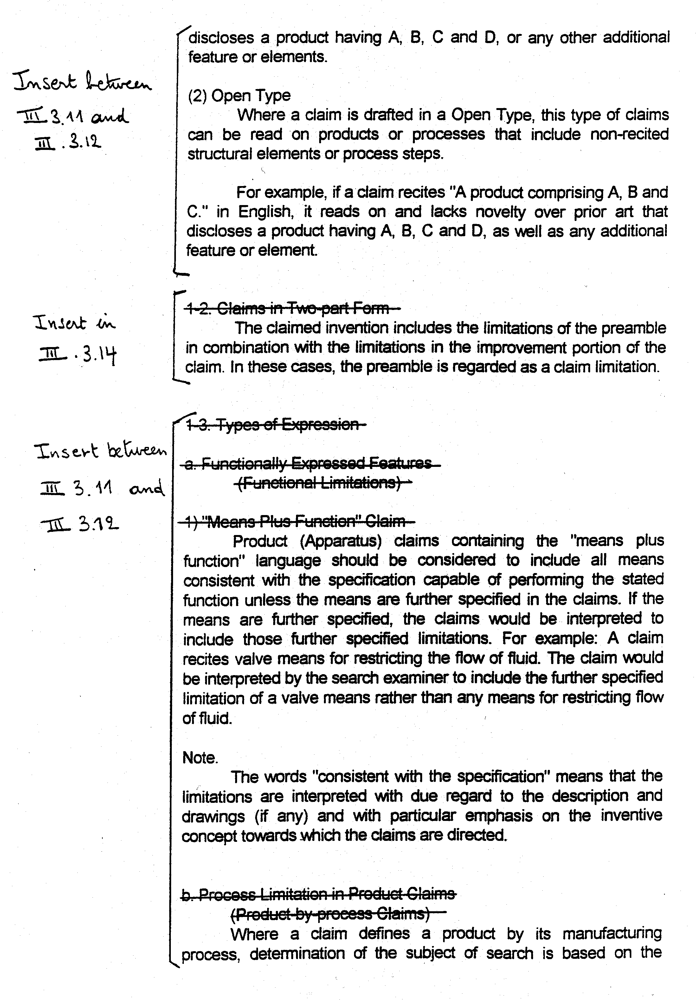 discloses a product having A, B, C and D, or any other additional
feature or elements.
Insert between
III 3.11 and
III . 3.12
(2) Open Type
Where a claim is drafted in a Open Type, this type of claims
can be read on products or processes that include non-recited
structural elements or process steps.
For example, if a claim recites "A product comprising A, B and
C." in English, it reads on and lacks novelty over prior art that
discloses a product having A, B, C and D, as well as any additional
feature or element.
Insert in
III . 3.14
1-2. Claims in Two-part Form
The claimed invention includes the limitations of the preamble
in combination with the limitations in the improvement portion of the
claim. In these cases, the preamble is regarded as a claim limitation.
Insert between
III 3.11 and
III 3.12
1-3. Types of Expression
a. Functionally Expressed Features
(Functional Limitations)
1) "Means Plus Function" Claim
Product (Apparatus) claims containing the "means plus
function" language should be considered to include all means
consistent with the specification capable of performing the stated
function unless the means are further specified in the claims. If the
means are further specified, the claims would be interpreted to
include those further specified limitations. For example: A claim
recites valve means for restricting the flow of fluid. The claim would
be interpreted by the search examiner to include the further specified
limitation of a valve means rather than any means for restricting flow
of fluid.
Note.
The words "consistent with the specification" means that the
limitations are interpreted with due regard to the description and
drawings (if any) and with particular emphasis on the inventive
concept towards which the claims are directed.
b. Process Limitation in Product Claims
(Product-by-process Claims)
Where a claim defines a product by its manufacturing
process, determination of the subject of search is based on the